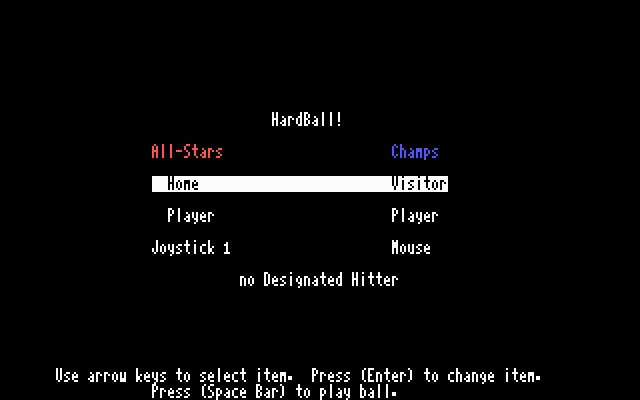 HardBall!
All-Stars Champs
Home Visitor
Player Player
Joystick 1 Mouse
no Designated Hitter
Use arrow keys to select item. Press (Enter) to change item.
Press (Space Bar) to play ball.